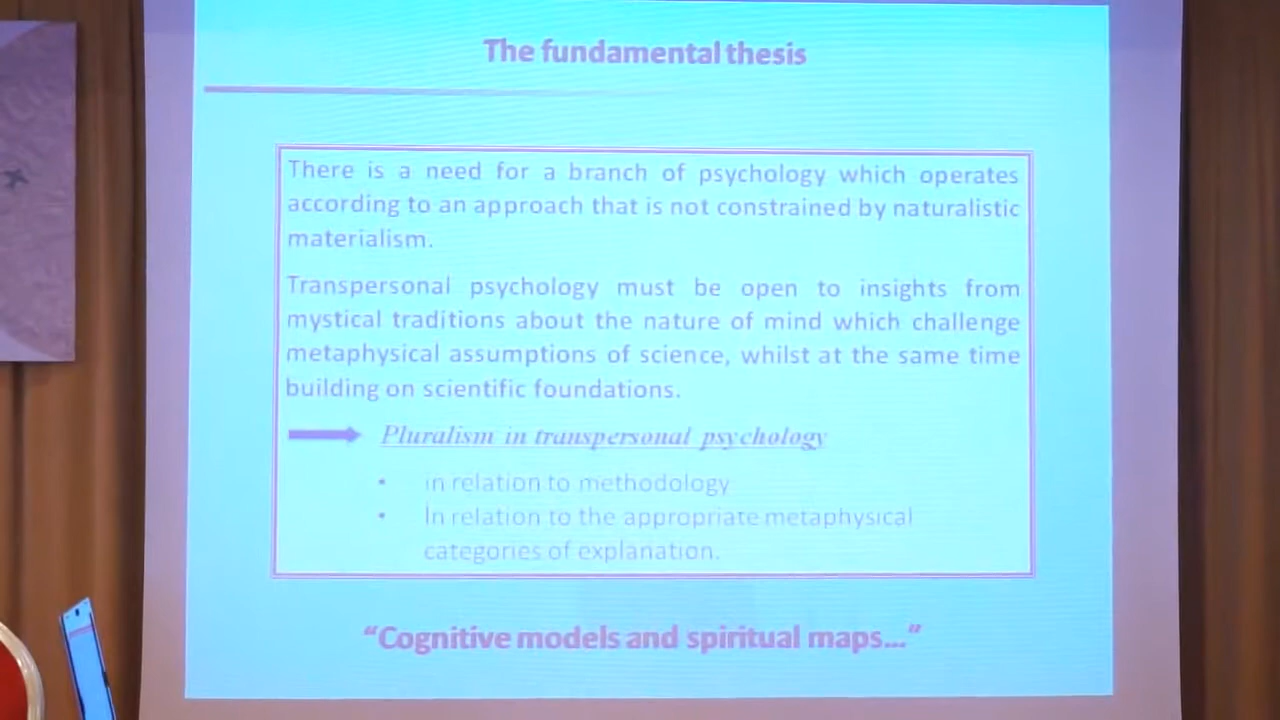 The fundamental thesis
There is a need for a branch of psychology which operates
according to an approach that is not constrained by naturalistic
materialism.
Transpersonal psychology must be open to insights from
mystical traditions about the nature of mind which challenge
metaphysical assumptions of science, whilst at the same time
building on scientific foundations.
Pluralism in transpersonal psychology
• in relation to methodology
• In relation to the appropriate metaphysical
categories of explanation.
“Cognitive models and spiritual maps...”